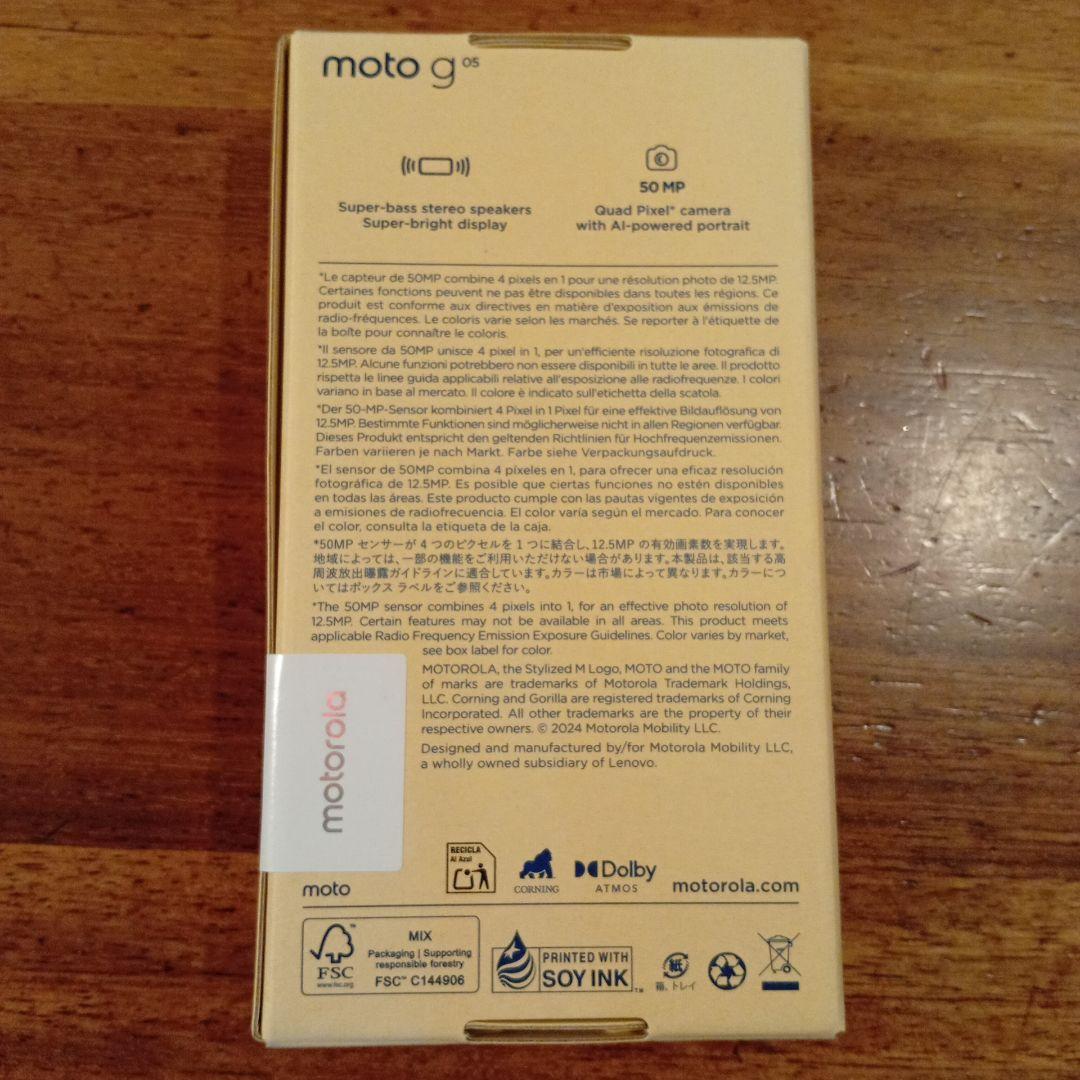 moto g 05
Super-bass stereo speakers
Super-bright display
50 MP
Quad Pixel* camera
with AI-powered portrait
*Le capteur de 50MP combine 4 pixels en 1 pour une résolution photo de 12.5MP.
Certaines fonctions peuvent ne pas être disponibles dans toutes les régions. Ce
produit est conforme aux directives en matière d'exposition aux émissions de
radio-fréquences. Le coloris varie selon les marchés. Se reporter à l'étiquette de
la boîte pour connaître le coloris.
*Il sensore da 50MP unisce 4 pixel in 1, per un'efficiente risoluzione fotografica di
12.5MP. Alcune funzioni potrebbero non essere disponibili in tutte le aree. Il prodotto
rispetta le linee guida applicabili relative all'esposizione alle radiofrequenze. I colori
variano in base al mercato. Il colore è indicato sull'etichetta della scatola.
*Der 50-MP-Sensor kombiniert 4 Pixel in 1 Pixel für eine effektive Bildauflösung von
12.5MP. Bestimmte Funktionen sind möglicherweise nicht in allen Regionen verfügbar.
Dieses Produkt entspricht den geltenden Richtlinien für Hochfrequenzemissionen.
Farben variieren je nach Markt. Farbe siehe Verpackungsaufdruck.
*El sensor de 50MP combina 4 píxeles en 1, para ofrecer una eficaz resolución
fotográfica de 12.5MP. Es posible que ciertas funciones no estén disponibles
en todas las áreas. Este producto cumple con las pautas vigentes de exposición
a emisiones de radiofrecuencia. El color varía según el mercado. Para conocer
el color, consulta la etiqueta de la caja.
*50MP センサーが 4 つのピクセルを 1 つに結合し、12.5MP の有効画素数を実現します。
地域によっては、一部の機能をご利用いただけない場合があります。本製品は、該当する高
周波放出曝露ガイドラインに適合しています。カラーは市場によって異なります。カラーにつ
いてはボックス ラベルをご参照ください。
*The 50MP sensor combines 4 pixels into 1, for an effective photo resolution of
12.5MP. Certain features may not be available in all areas. This product meets
applicable Radio Frequency Emission Exposure Guidelines. Color varies by market,
see box label for color.
MOTOROLA, the Stylized M Logo, MOTO and the MOTO family
of marks are trademarks of Motorola Trademark Holdings,
LLC. Corning and Gorilla are registered trademarks of Corning
Incorporated. All other trademarks are the property of their
respective owners. © 2024 Motorola Mobility LLC.
Designed and manufactured by/for Motorola Mobility LLC,
a wholly owned subsidiary of Lenovo.
motorola
moto
RECICLA
Al Azul
CORNING
Dolby
ATMOS
motorola.com
FSC™
www.fsc.org
MIX
Packaging | Supporting
responsible forestry
FSC™ C144906
PRINTED WITH
SOY INK™
紙
箱、トレイ